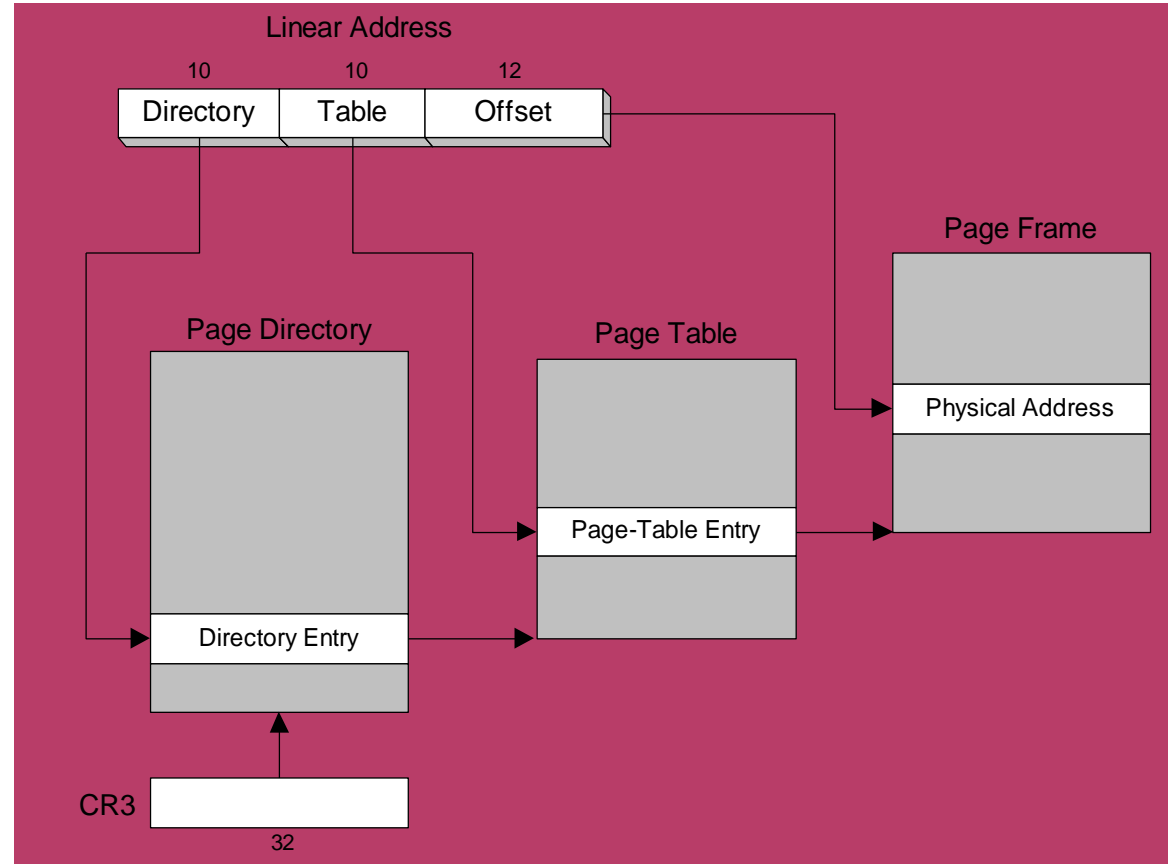 Linear Address
10 10 12
Directory Table Offset
Page Frame
Page Directory
Page Table
Physical Address
Page-Table Entry
Directory Entry
CR3
32